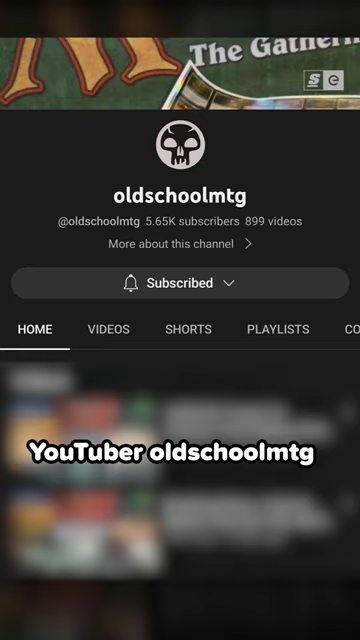 The Gathern
S e
oldschoolmtg
@oldschoolmtg 5.65K subscribers 899 videos
More about this channel
Subscribed
HOME VIDEOS SHORTS PLAYLISTS CO
YouTuber oldschoolmtg